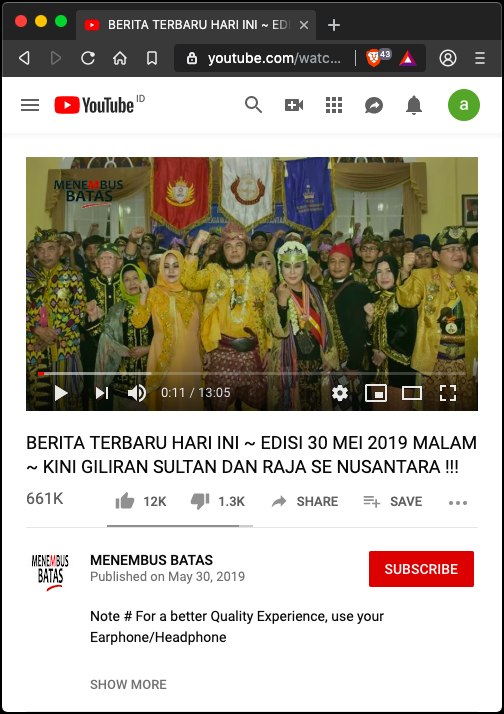 BERITA TERBARU HARI INI ~ EDI
youtube.com/watc...
43
YouTube ID
a
MENEMBUS
BATAS
0:11 / 13:05
BERITA TERBARU HARI INI ~ EDISI 30 MEI 2019 MALAM
~ KINI GILIRAN SULTAN DAN RAJA SE NUSANTARA !!!
661K
12K
1.3K
SHARE
SAVE
MENEMBUS
BATAS
MENEMBUS BATAS
Published on May 30, 2019
SUBSCRIBE
Note # For a better Quality Experience, use your
Earphone/Headphone
SHOW MORE